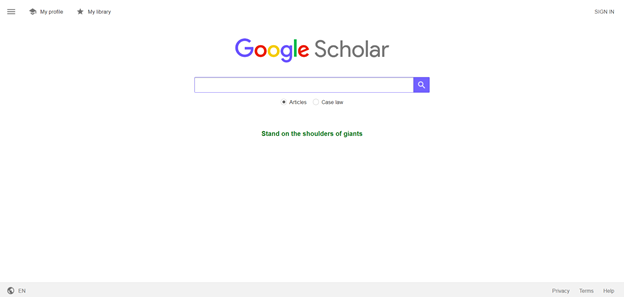 My profile
My library
SIGN IN
Google Scholar
Articles
Case law
Stand on the shoulders of giants
EN
Privacy
Terms
Help